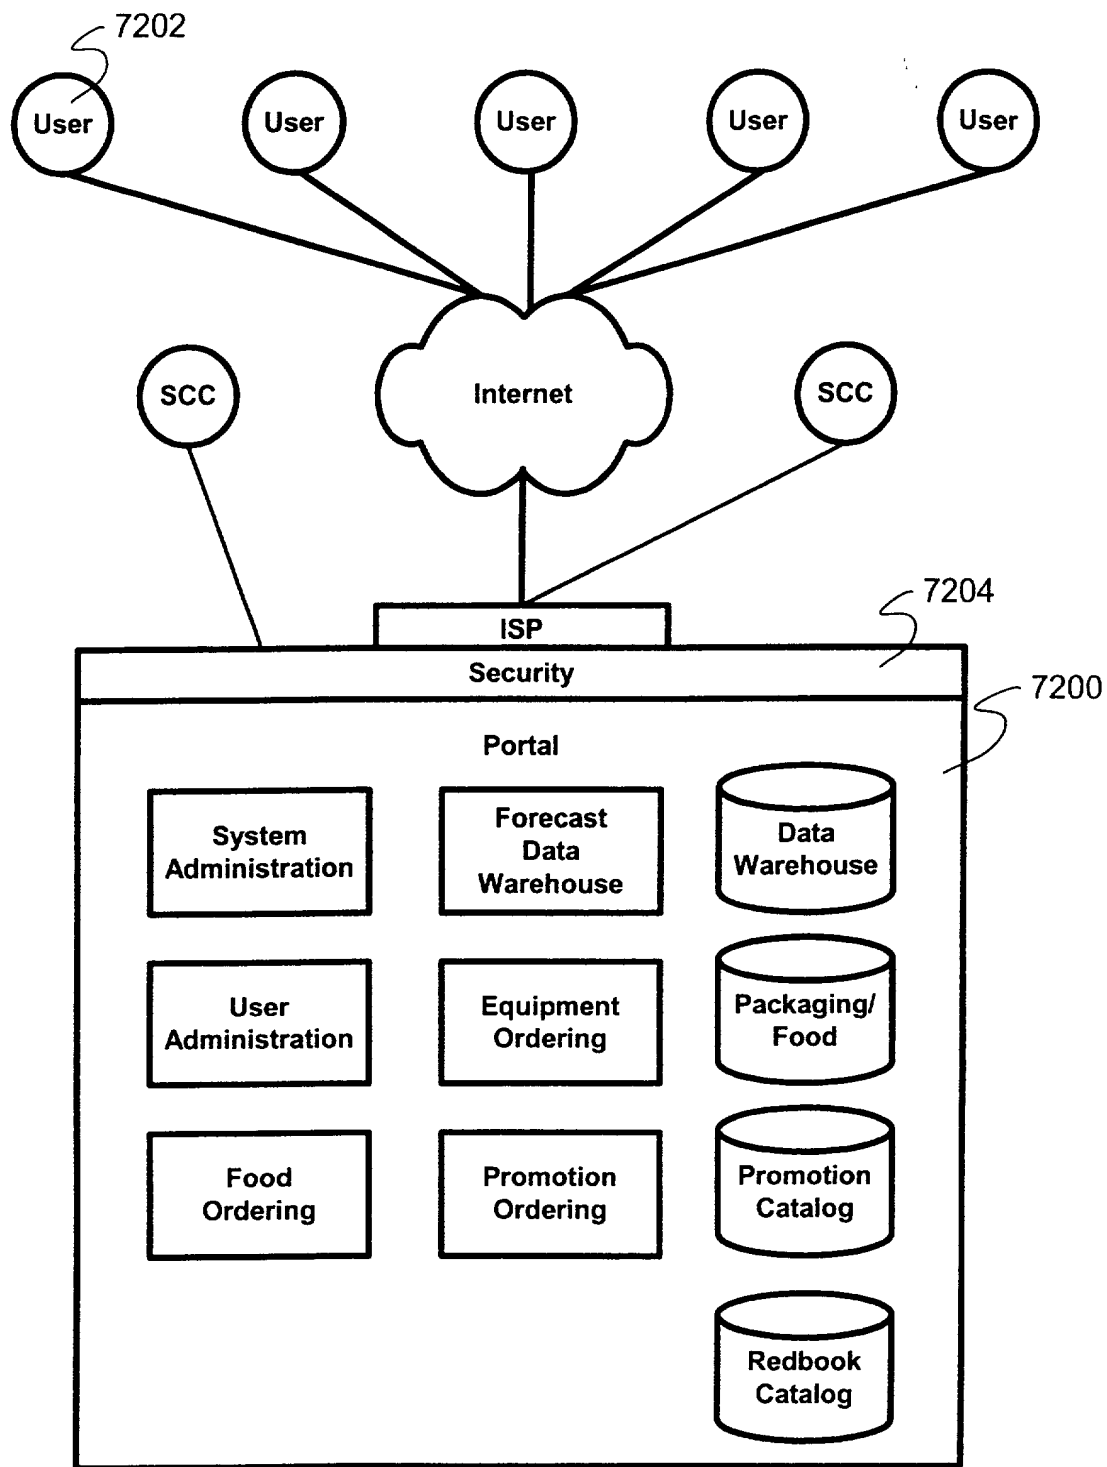 7202
User
User
User
User
User
SCC
Internet
SCC
7204
ISP
Security
7200
Portal
System
Administration
Forecast
Data
Warehouse
Data
Warehouse
User
Administration
Equipment
Ordering
Packaging/
Food
Food
Ordering
Promotion
Ordering
Promotion
Catalog
Redbook
Catalog